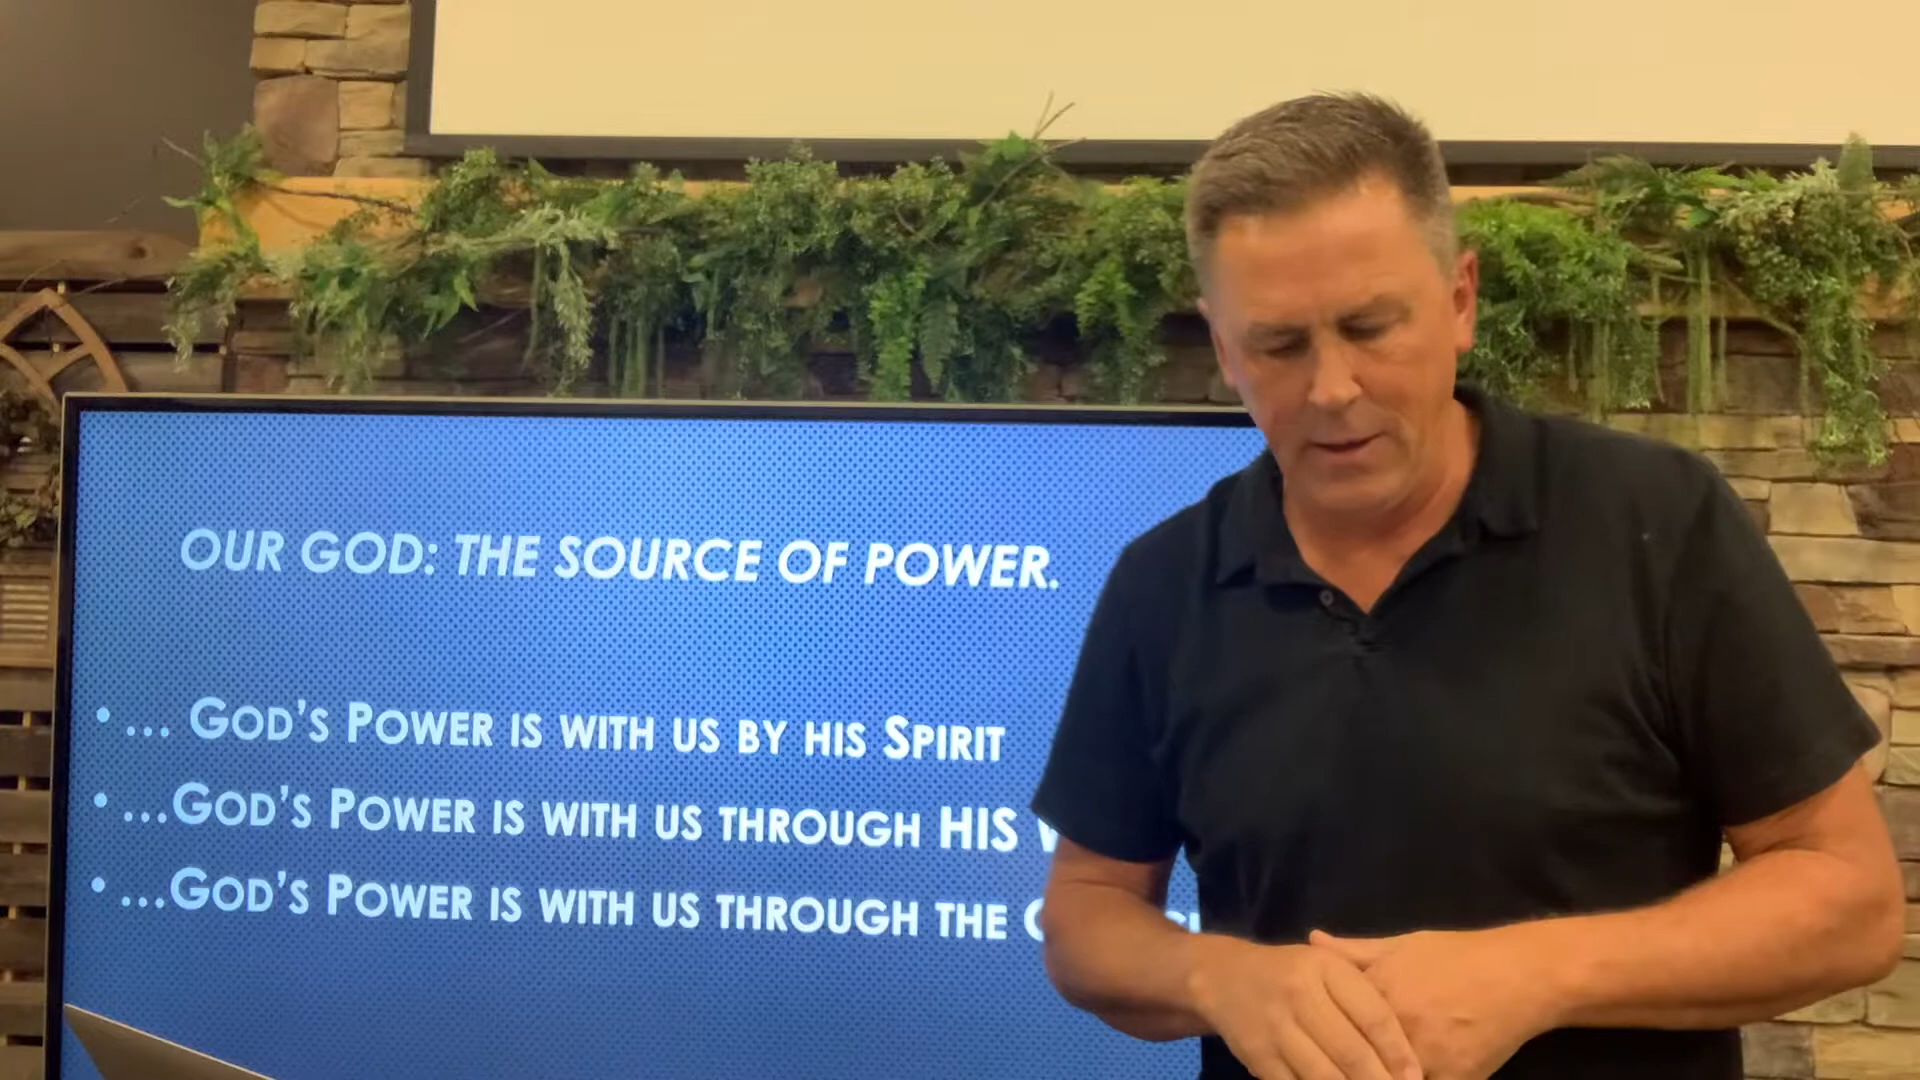 OUR GOD: THE SOURCE OF POWER.
• ... GOD'S POWER IS WITH US BY HIS SPIRIT
• ...GOD'S POWER IS WITH US THROUGH HIS
• ...GOD'S POWER IS WITH US THROUGH THE